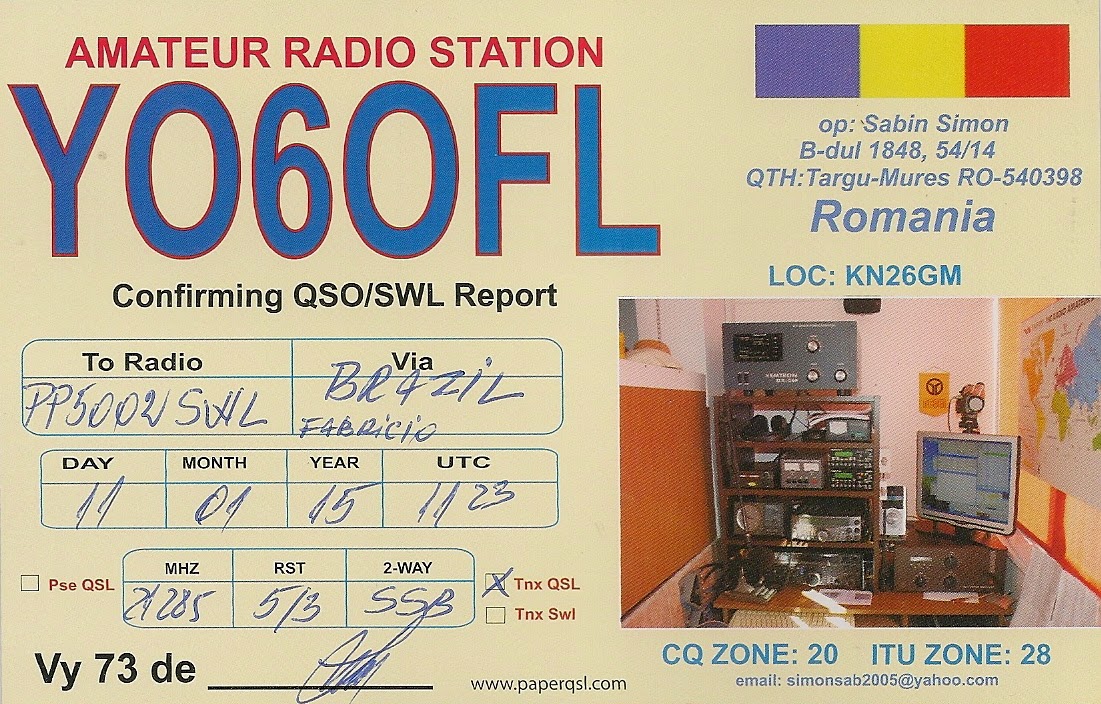 AMATEUR RADIO STATION
YO6OFL
op: Sabin Simon
B-dul 1848, 54/14
QTH:Targu-Mures RO-540398
Romania
LOC: KN26GM
Confirming QSO/SWL Report
To Radio Via
PP5002SWL BRAZIL
FABRICIO
DAY MONTH YEAR UTC
11 01 15 1123
MHZ RST 2-WAY
21285 5/3 SSB
Pse QSL
Tnx QSL
Tnx Swl
Vy 73 de
www.paperqsl.com
CQ ZONE: 20 ITU ZONE: 28
email: simonsab2005@yahoo.com